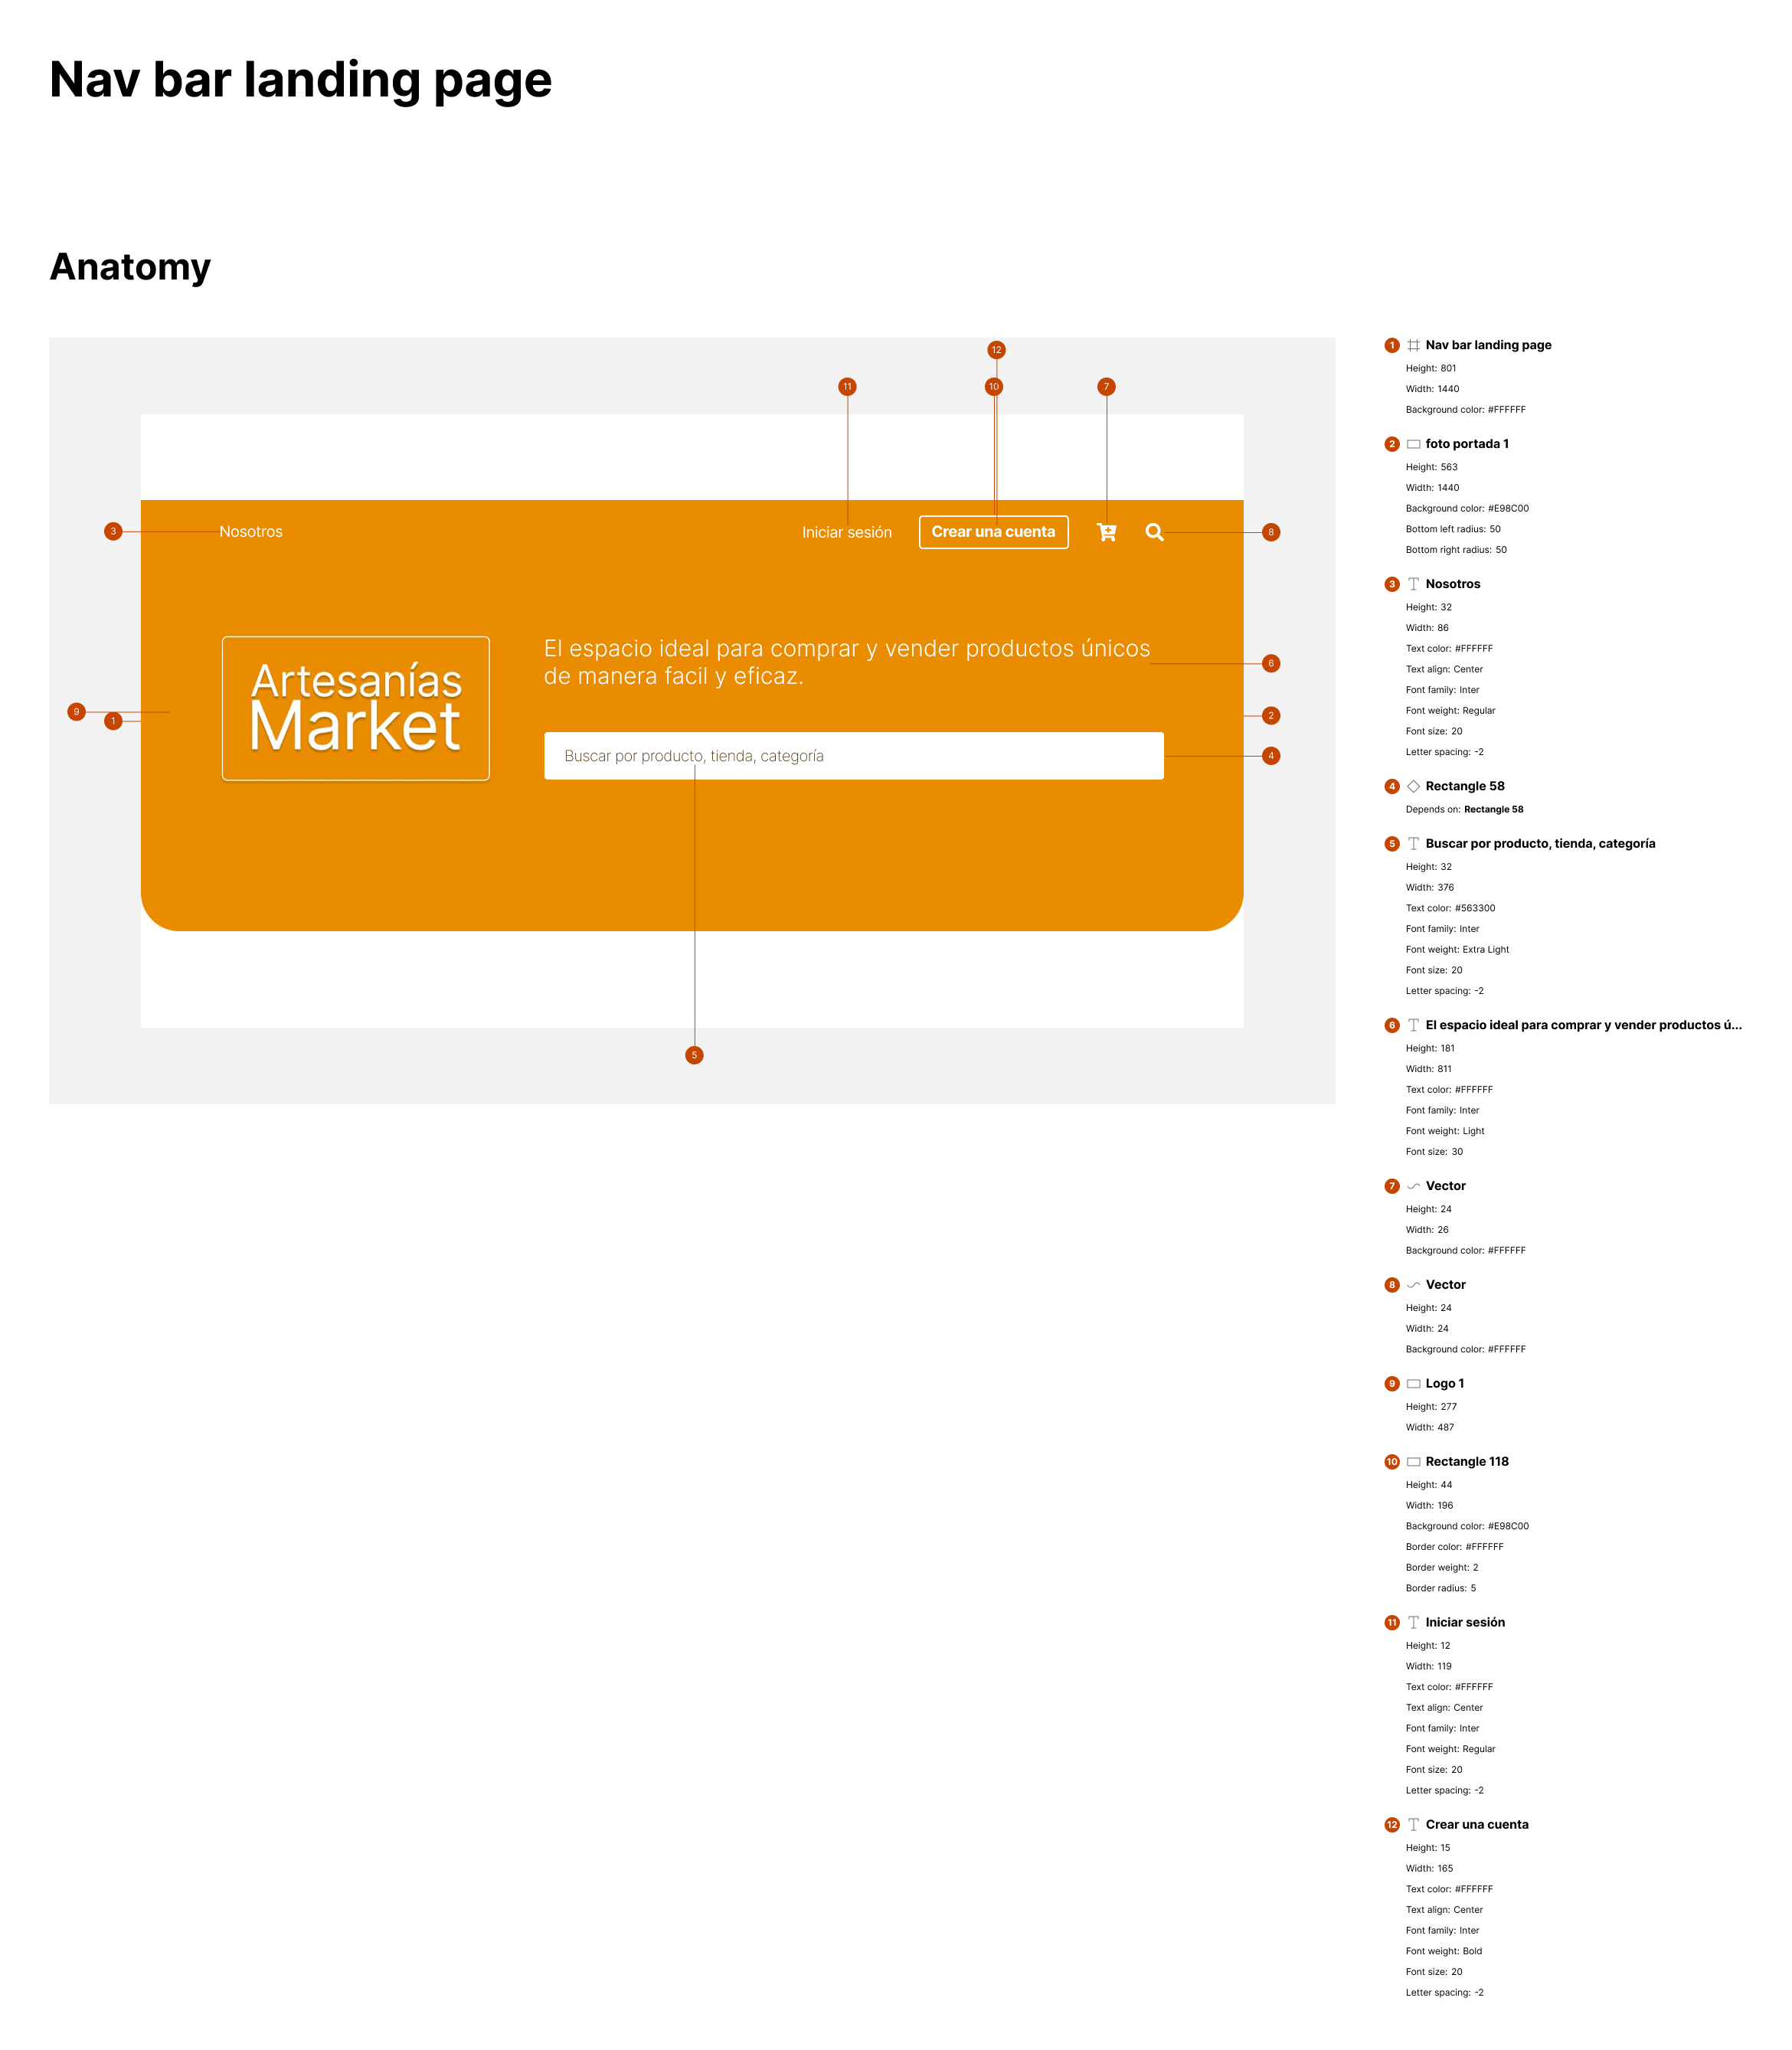 Nav bar landing page
Anatomy
12
11
10
7
3
Nosotros
Iniciar sesión
Crear una cuenta
8
El espacio ideal para comprar y vender productos únicos
de manera facil y eficaz.
6
Artesanías
Market
9
1
2
Buscar por producto, tienda, categoría
4
5
1 Nav bar landing page
Height: 801
Width: 1440
Background color: #FFFFFF
2 foto portada 1
Height: 563
Width: 1440
Background color: #E98C00
Bottom left radius: 50
Bottom right radius: 50
3 Nosotros
Height: 32
Width: 86
Text color: #FFFFFF
Text align: Center
Font family: Inter
Font weight: Regular
Font size: 20
Letter spacing: -2
4 Rectangle 58
Depends on: Rectangle 58
5 Buscar por producto, tienda, categoría
Height: 32
Width: 376
Text color: #563300
Font family: Inter
Font weight: Extra Light
Font size: 20
Letter spacing: -2
6 El espacio ideal para comprar y vender productos ú...
Height: 181
Width: 811
Text color: #FFFFFF
Font family: Inter
Font weight: Light
Font size: 30
7 Vector
Height: 24
Width: 26
Background color: #FFFFFF
8 Vector
Height: 24
Width: 24
Background color: #FFFFFF
9 Logo 1
Height: 277
Width: 487
10 Rectangle 118
Height: 44
Width: 196
Background color: #E98C00
Border color: #FFFFFF
Border weight: 2
Border radius: 5
11 Iniciar sesión
Height: 12
Width: 119
Text color: #FFFFFF
Text align: Center
Font family: Inter
Font weight: Regular
Font size: 20
Letter spacing: -2
12 Crear una cuenta
Height: 15
Width: 165
Text color: #FFFFFF
Text align: Center
Font family: Inter
Font weight: Bold
Font size: 20
Letter spacing: -2